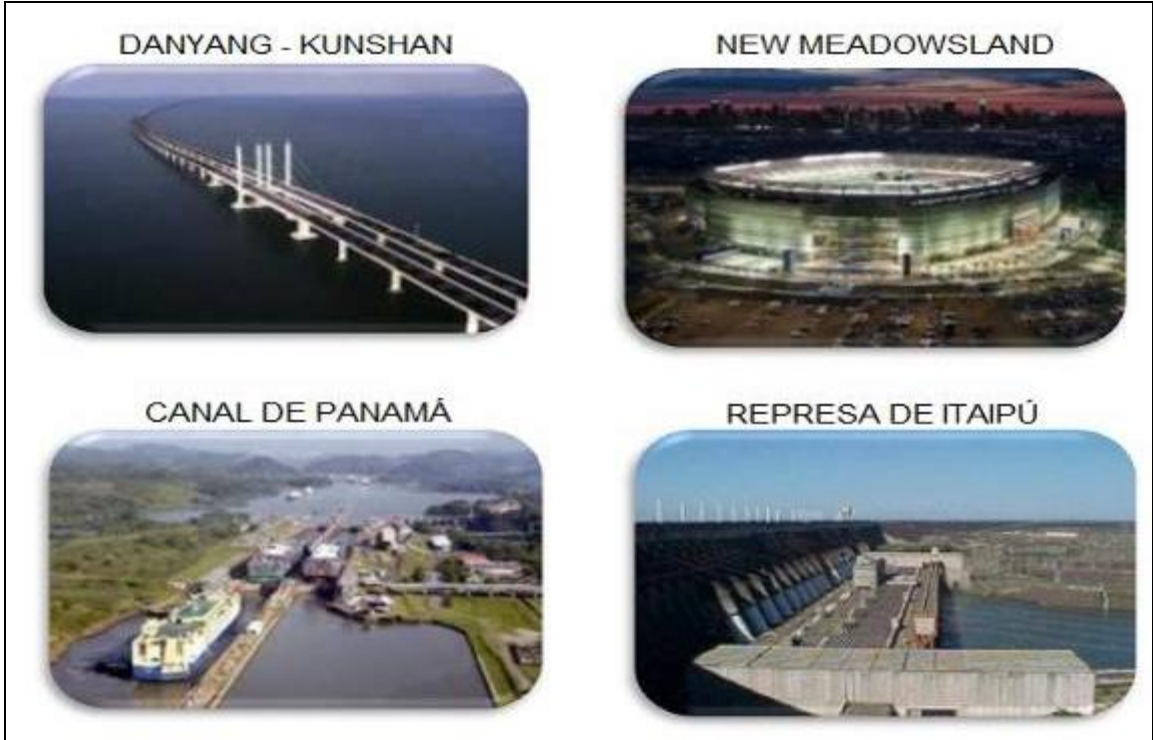 DANYANG - KUNSHAN
NEW MEADOWSLAND
CANAL DE PANAMÁ
REPRESA DE ITAIPÚ